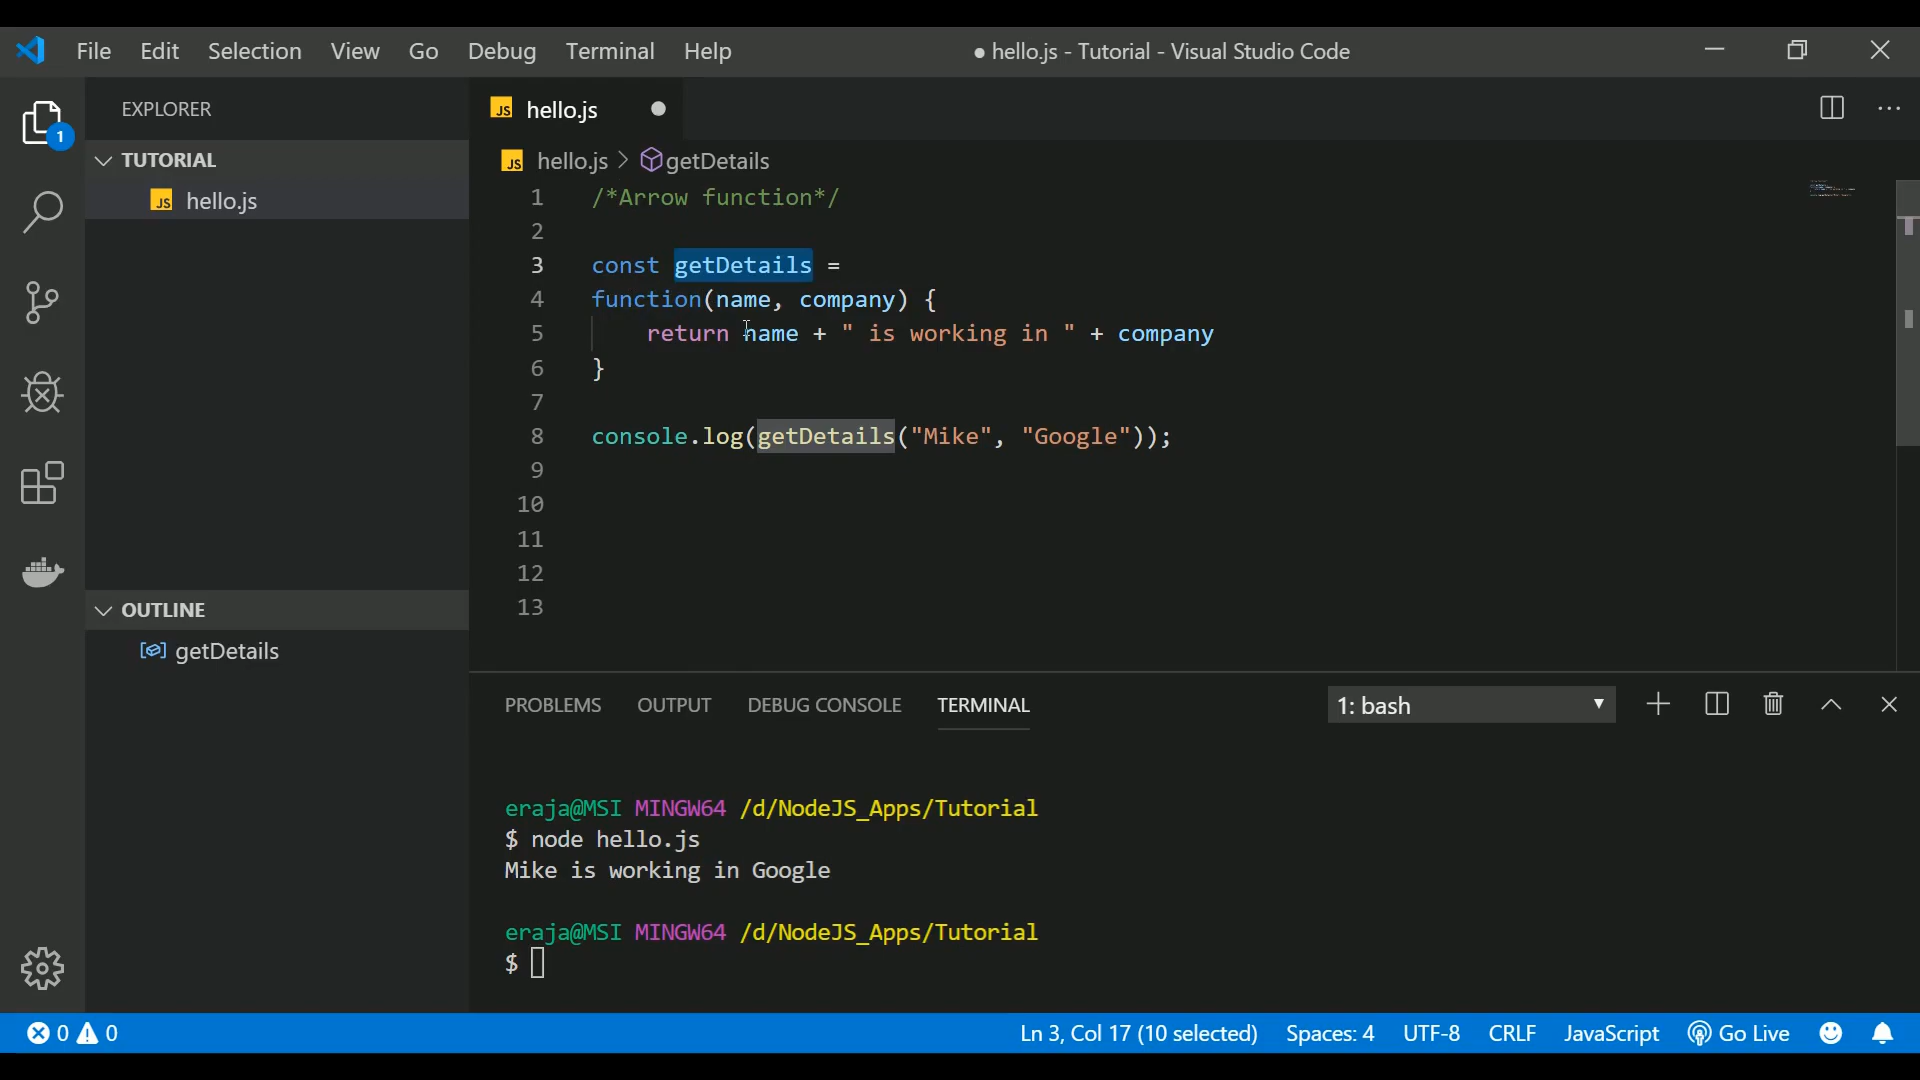 File Edit Selection View Go Debug Terminal Help
● hello.js - Tutorial - Visual Studio Code
EXPLORER
1
TUTORIAL
JS hello.js
OUTLINE
getDetails
JS hello.js
JS hello.js > getDetails
1 /*Arrow function*/
2
3 const getDetails =
4 function(name, company) {
5 return name + " is working in " + company
6 }
7
8 console.log(getDetails("Mike", "Google"));
9
10
11
12
13
PROBLEMS OUTPUT DEBUG CONSOLE TERMINAL 1: bash
eraja@MSI MINGW64 /d/NodeJS_Apps/Tutorial
$ node hello.js
Mike is working in Google
eraja@MSI MINGW64 /d/NodeJS_Apps/Tutorial
$
0 0 Ln 3, Col 17 (10 selected) Spaces: 4 UTF-8 CRLF JavaScript Go Live